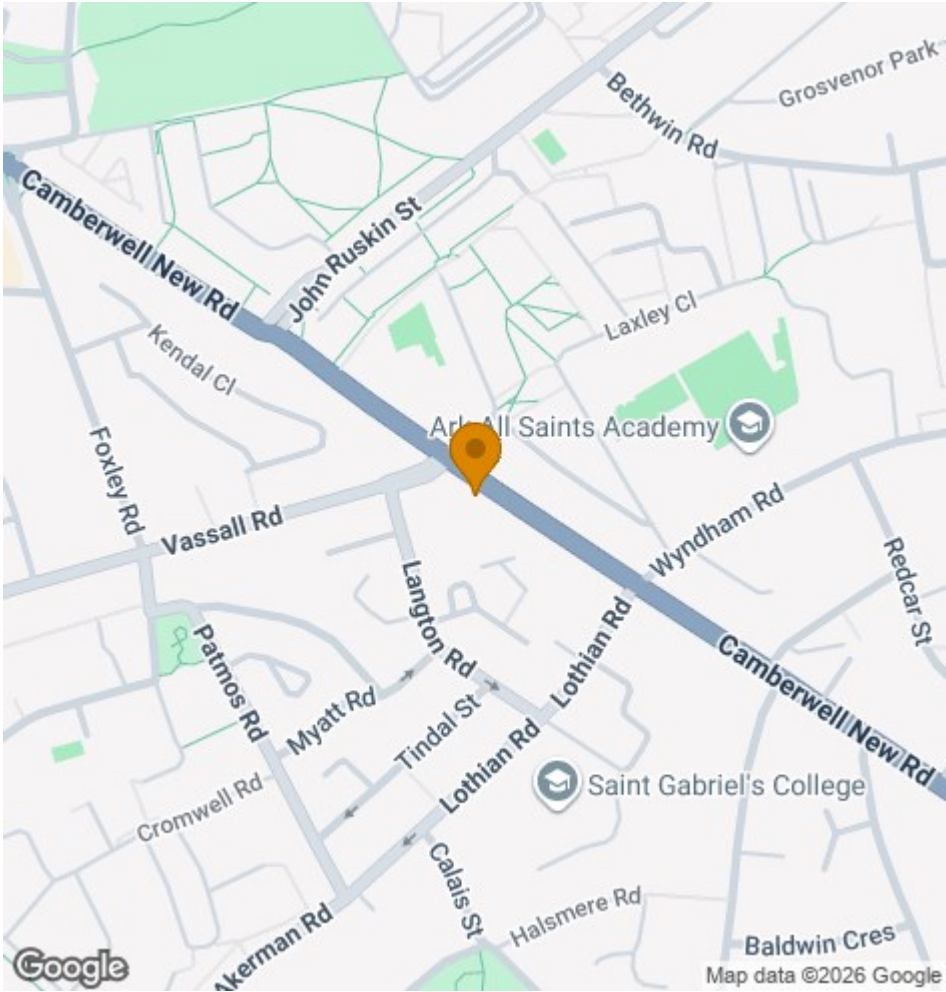 Grosvenor Park
Bethwin Rd
Camberwell New Rd
John Ruskin St
Laxley Cl
Kendal Cl
Ark All Saints Academy
Foxley Rd
Vassall Rd
Wyndham Rd
Redcar St
Langton Rd
Lothian Rd
Patmos Rd
Camberwell New Rd
Myatt Rd
Tindal St
Lothian Rd
Saint Gabriel's College
Cromwell Rd
Calais St
Halsmere Rd
Akerman Rd
Baldwin Cres
Google
Map data ©2026 Google